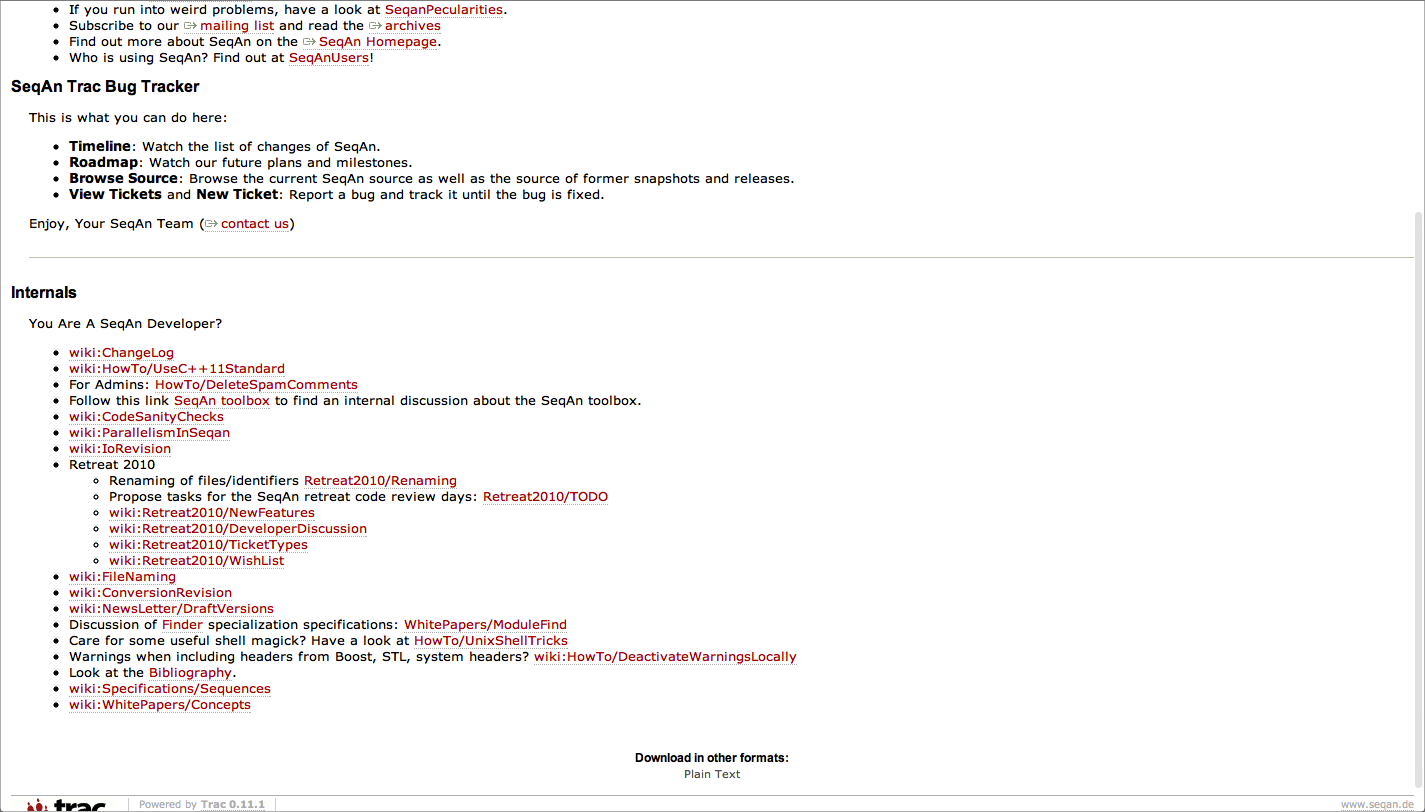 If you run into weird problems, have a look at SeqanPecularities.
Subscribe to our mailing list and read the archives
Find out more about SeqAn on the SeqAn Homepage.
Who is using SeqAn? Find out at SeqAnUsers!
SeqAn Trac Bug Tracker
This is what you can do here:
Timeline: Watch the list of changes of SeqAn.
Roadmap: Watch our future plans and milestones.
Browse Source: Browse the current SeqAn source as well as the source of former snapshots and releases.
View Tickets and New Ticket: Report a bug and track it until the bug is fixed.
Enjoy, Your SeqAn Team (contact us)
Internals
You Are A SeqAn Developer?
wiki:ChangeLog
wiki:HowTo/UseC++11Standard
For Admins: HowTo/DeleteSpamComments
Follow this link SeqAn toolbox to find an internal discussion about the SeqAn toolbox.
wiki:CodeSanityChecks
wiki:ParallelismInSeqan
wiki:IoRevision
Retreat 2010
Renaming of files/identifiers Retreat2010/Renaming
Propose tasks for the SeqAn retreat code review days: Retreat2010/TODO
wiki:Retreat2010/NewFeatures
wiki:Retreat2010/DeveloperDiscussion
wiki:Retreat2010/TicketTypes
wiki:Retreat2010/WishList
wiki:FileNaming
wiki:ConversionRevision
wiki:NewsLetter/DraftVersions
Discussion of Finder specialization specifications: WhitePapers/ModuleFind
Care for some useful shell magick? Have a look at HowTo/UnixShellTricks
Warnings when including headers from Boost, STL, system headers? wiki:HowTo/DeactivateWarningsLocally
Look at the Bibliography.
wiki:Specifications/Sequences
wiki:WhitePapers/Concepts
Download in other formats:
Plain Text
trac Powered by Trac 0.11.1 www.seqan.de